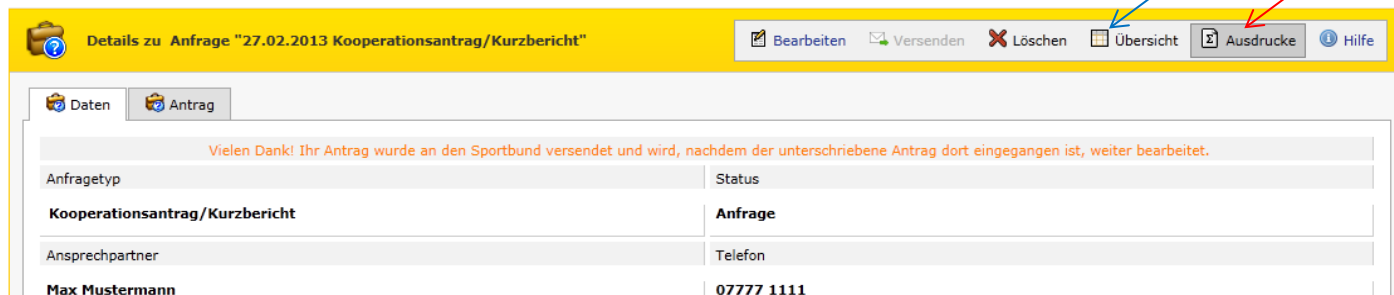 Details zu Anfrage "27.02.2013 Kooperationsantrag/Kurzbericht" Bearbeiten Versenden Löschen Übersicht Ausdrucke Hilfe
Daten Antrag
Vielen Dank! Ihr Antrag wurde an den Sportbund versendet und wird, nachdem der unterschriebene Antrag dort eingegangen ist, weiter bearbeitet.
Anfragetyp Status
Kooperationsantrag/Kurzbericht Anfrage
Ansprechpartner Telefon
Max Mustermann 07777 1111